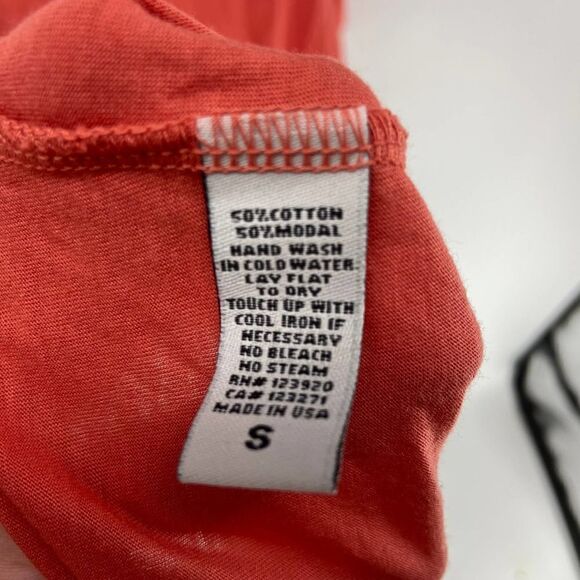 50%COTTON
50%MODAL
HAND WASH
IN COLD WATER
LAY FLAT
TO DRY
TOUCH UP WITH
COOL IRON IF
NECESSARY
NO BLEACH
NO STEAM
RN# 123920
CA# 123271
MADE IN USA
S